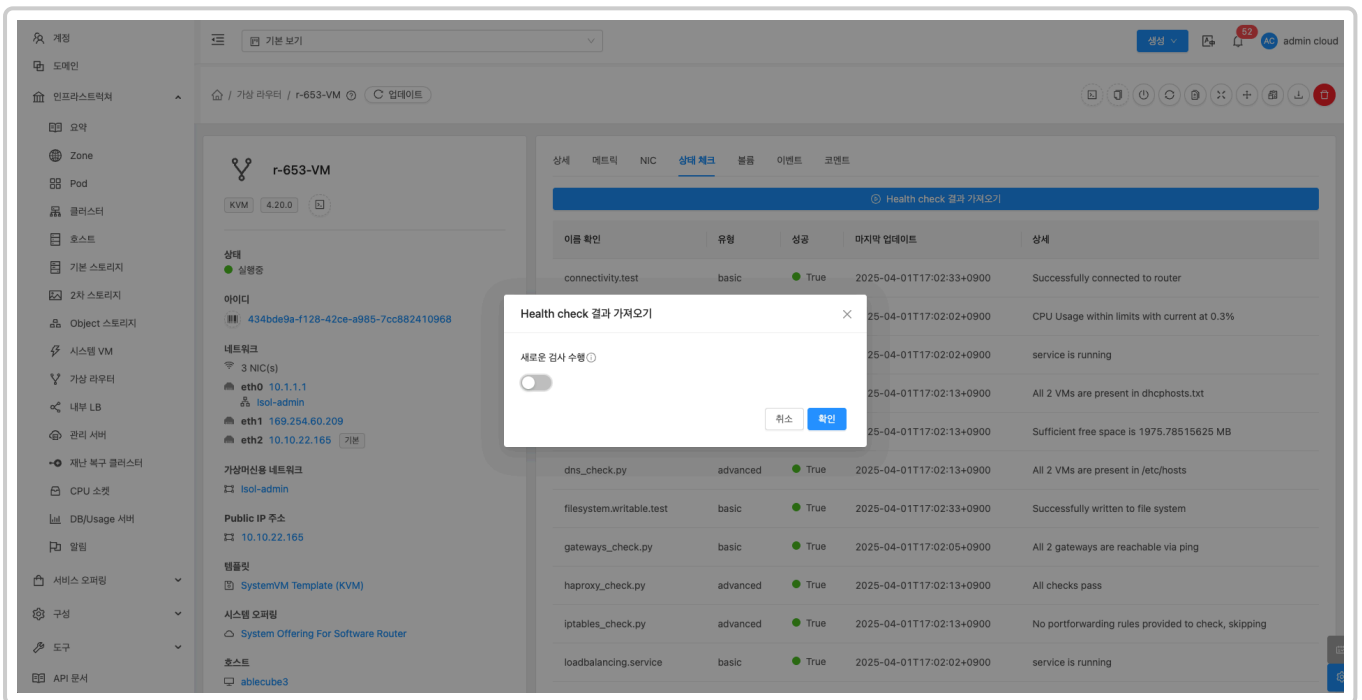 계정
도메인
인프라스트럭쳐
요약
Zone
Pod
클러스터
호스트
기본 스토리지
2차 스토리지
Object 스토리지
시스템 VM
가상 라우터
내부 LB
관리 서버
재난 복구 클러스터
CPU 소켓
DB/Usage 서버
알림
서비스 오퍼링
구성
도구
API 문서
기본 보기
생성
52
AC admin cloud
/ 가상 라우터 / r-653-VM 업데이트
r-653-VM
KVM 4.20.0
상태
실행중
아이디
434bde9a-f128-42ce-a985-7cc882410968
네트워크
3 NIC(s)
eth0 10.1.1.1
Isol-admin
eth1 169.254.60.209
eth2 10.10.22.165 기본
가상머신용 네트워크
Isol-admin
Public IP 주소
10.10.22.165
템플릿
SystemVM Template (KVM)
시스템 오퍼링
System Offering For Software Router
호스트
ablecube3
상세 메트릭 NIC 상태 체크 볼륨 이벤트 코멘트
Health check 결과 가져오기
이름 확인 유형 성공 마지막 업데이트 상세
connectivity.test basic True 2025-04-01T17:02:33+0900 Successfully connected to router
25-04-01T17:02:02+0900 CPU Usage within limits with current at 0.3%
25-04-01T17:02:02+0900 service is running
25-04-01T17:02:13+0900 All 2 VMs are present in dhcphosts.txt
25-04-01T17:02:13+0900 Sufficient free space is 1975.78515625 MB
dns_check.py advanced True 2025-04-01T17:02:13+0900 All 2 VMs are present in /etc/hosts
filesystem.writable.test basic True 2025-04-01T17:02:33+0900 Successfully written to file system
gateways_check.py basic True 2025-04-01T17:02:05+0900 All 2 gateways are reachable via ping
haproxy_check.py advanced True 2025-04-01T17:02:13+0900 All checks pass
iptables_check.py advanced True 2025-04-01T17:02:13+0900 No portforwarding rules provided to check, skipping
loadbalancing.service basic True 2025-04-01T17:02:02+0900 service is running
Health check 결과 가져오기
새로운 검사 수행
취소 확인